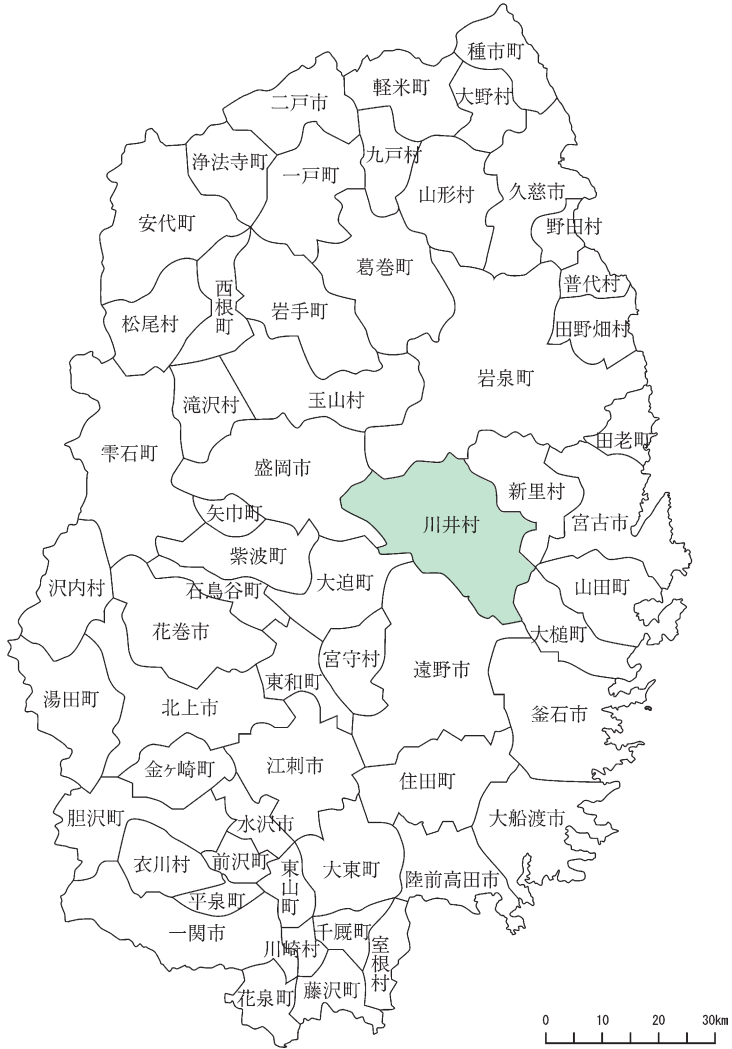 種市町
軽米町
大野村
二戸市
九戸村
浄法寺町
一戸町
山形村
久慈市
安代町
野田村
葛巻町
普代村
西根町
岩手町
松尾村
田野畑村
岩泉町
玉山村
滝沢村
田老町
雫石町
盛岡市
新里村
矢巾町
川井村
宮古市
紫波町
大迫町
沢内村
石鳥谷町
山田町
花巻市
大槌町
宮守村
遠野市
東和町
湯田町
北上市
釜石市
金ヶ崎町
江刺市
住田町
胆沢町
水沢市
大船渡市
衣川村
前沢町
東山町
大東町
陸前高田市
平泉町
一関市
川崎村
千厩町
室根村
花泉町
藤沢町
0 10 20 30km